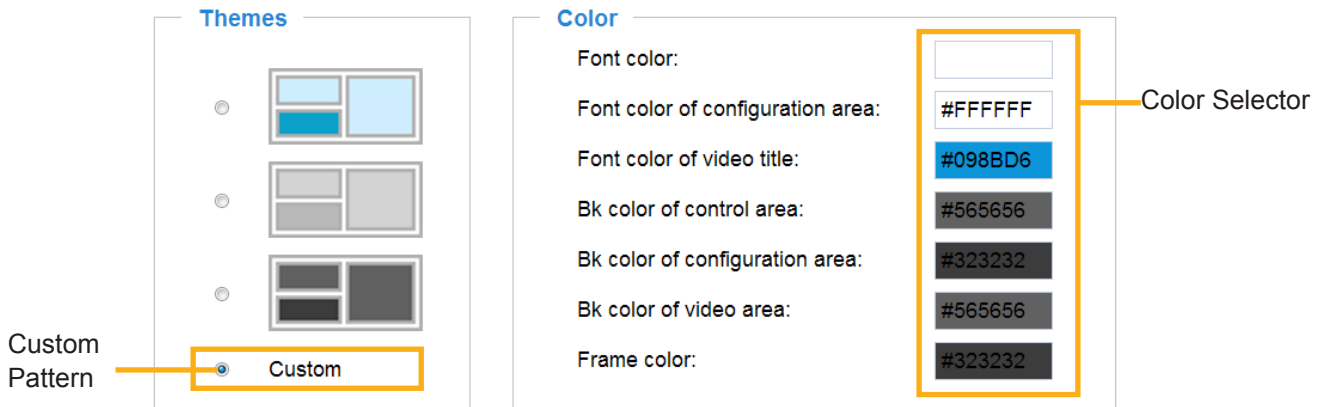 Themes
Custom
Custom
Pattern
Color
Font color:
Font color of configuration area: #FFFFFF
Font color of video title: #098BD6
Bk color of control area: #565656
Bk color of configuration area: #323232
Bk color of video area: #565656
Frame color: #323232
Color Selector